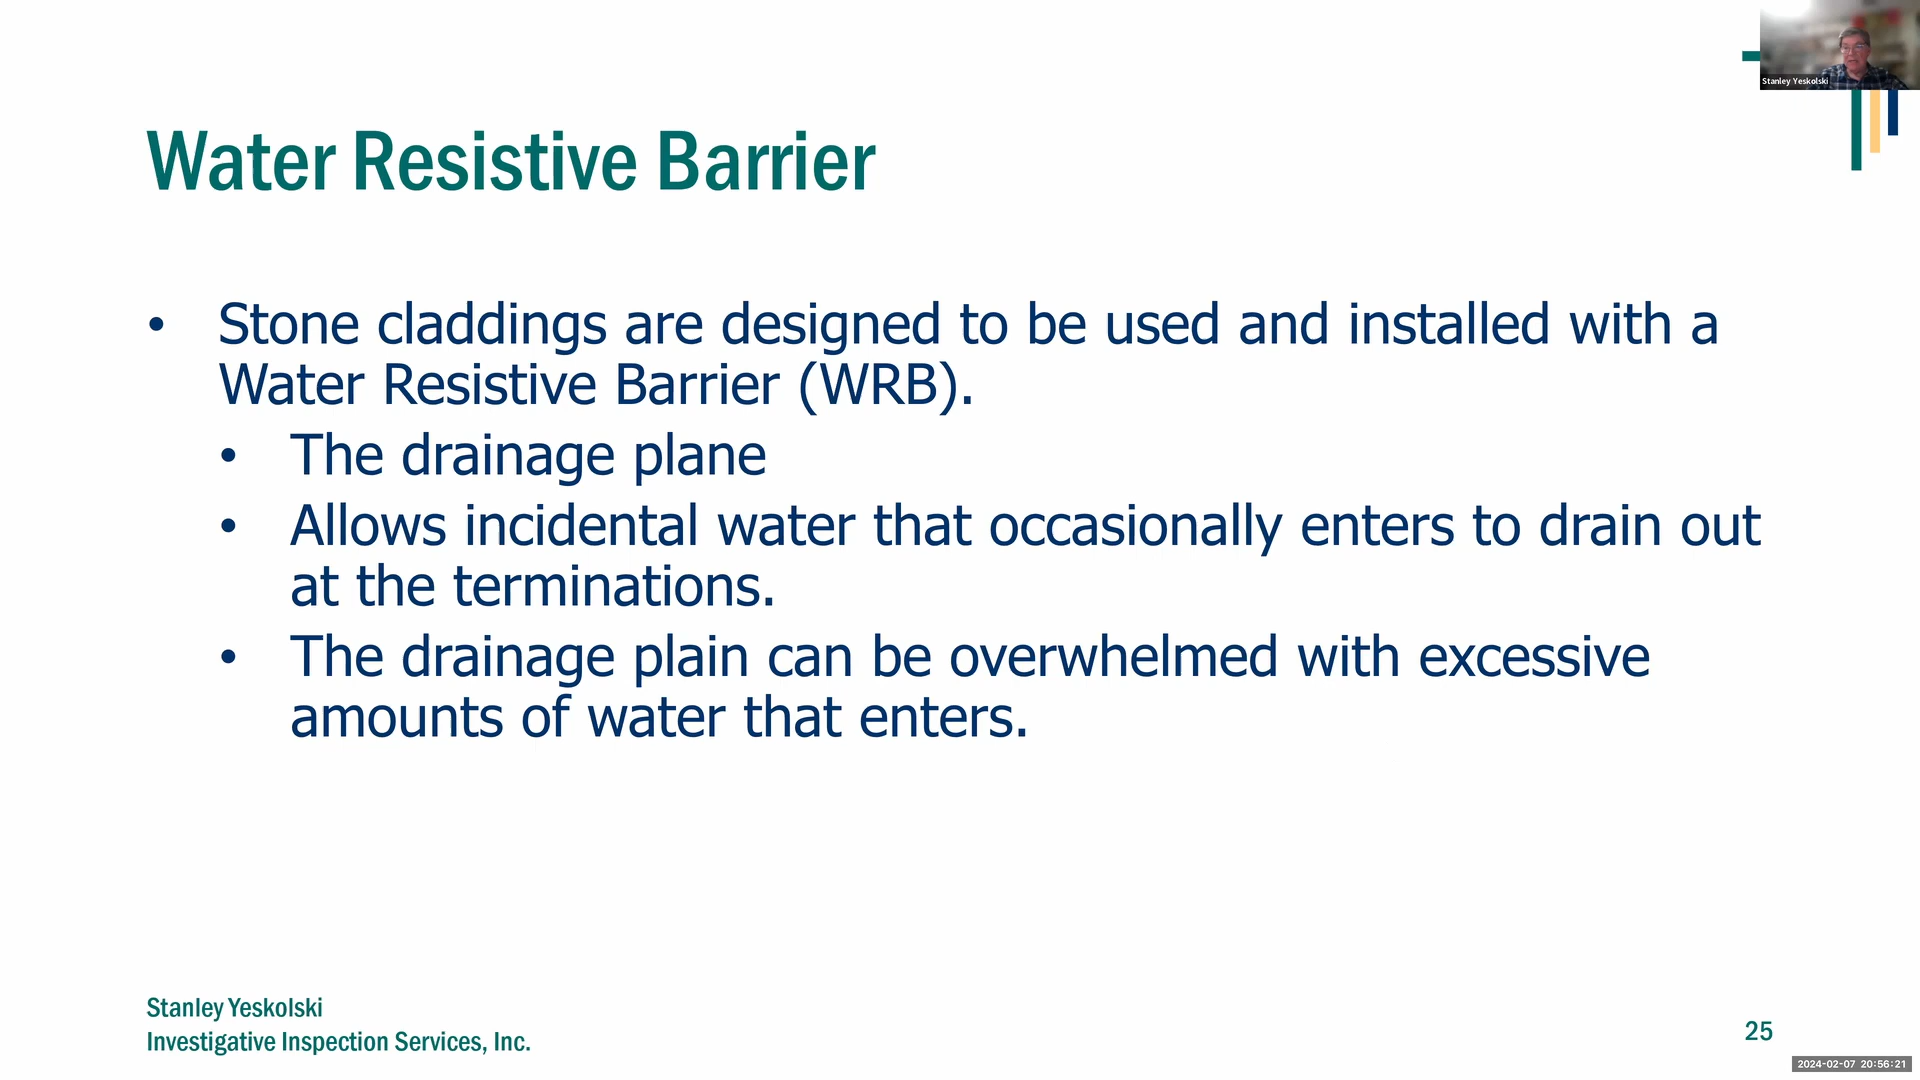 Stanley Yeskolski
Water Resistive Barrier
• Stone claddings are designed to be used and installed with a
Water Resistive Barrier (WRB).
• The drainage plane
• Allows incidental water that occasionally enters to drain out
at the terminations.
• The drainage plain can be overwhelmed with excessive
amounts of water that enters.
Stanley Yeskolski
Investigative Inspection Services, Inc.
25
2024-02-07 20:56:21